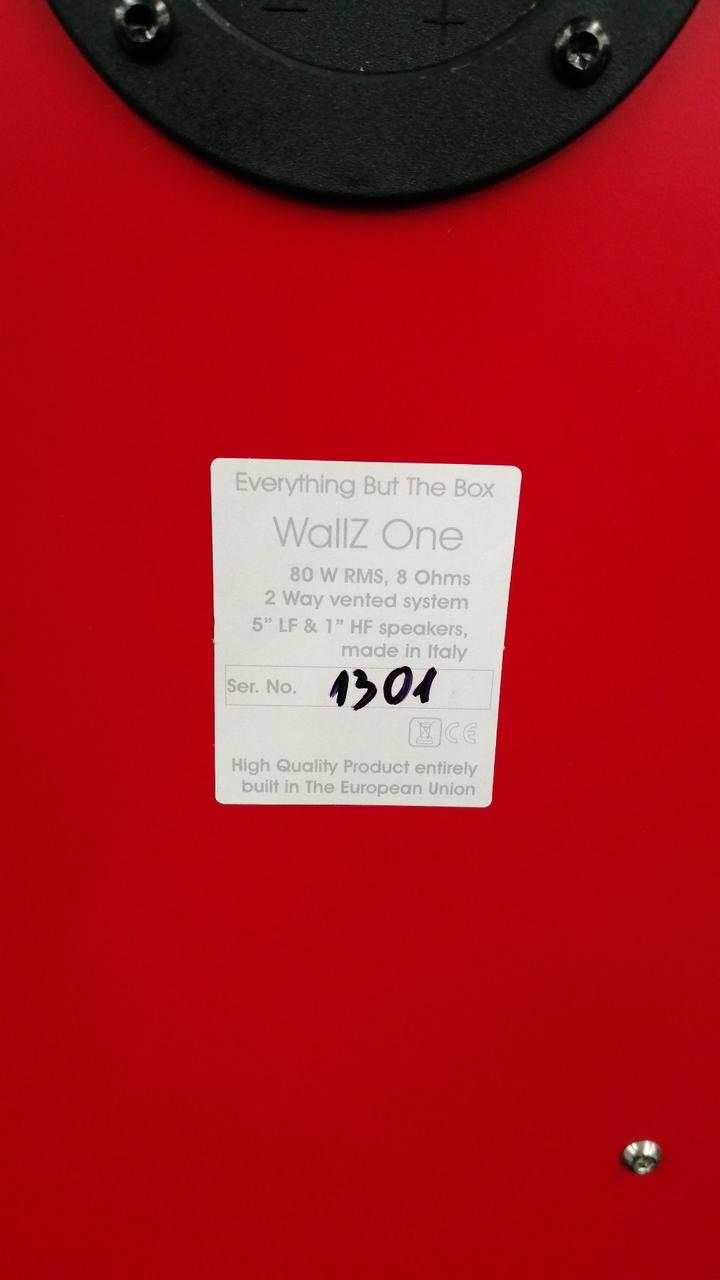 − +
Everything But The Box
WallZ One
80 W RMS, 8 Ohms
2 Way vented system
5” LF & 1” HF speakers,
made in Italy
Ser. No. 1301
CE
High Quality Product entirely
built in The European Union